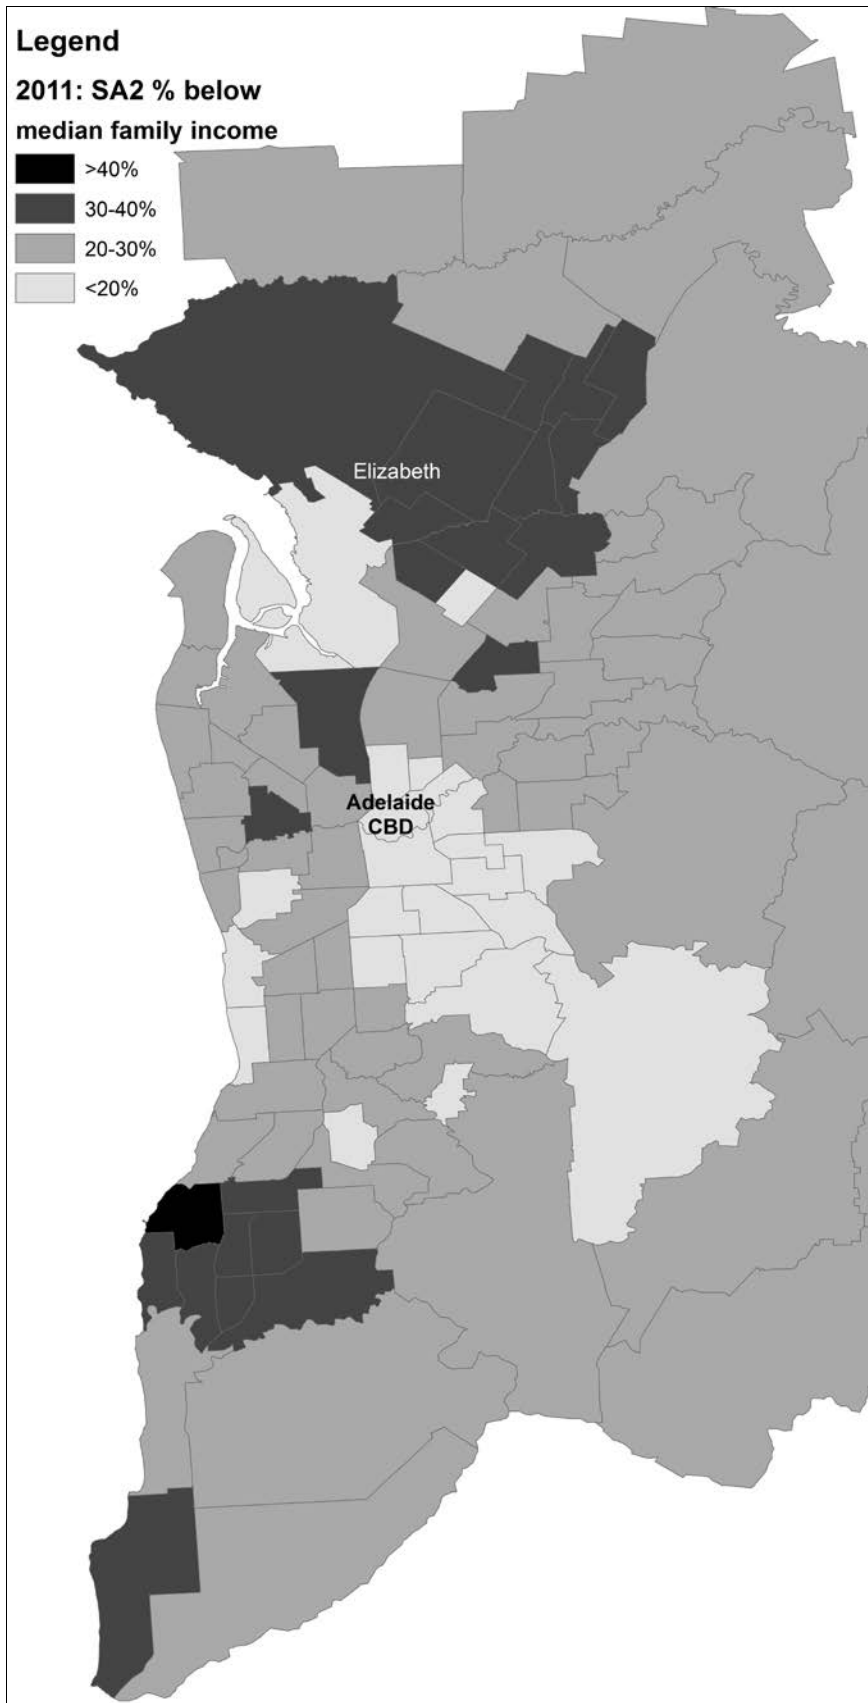 Legend
2011: SA2 % below
median family income
>40%
30-40%
20-30%
<20%
Elizabeth
Adelaide
CBD